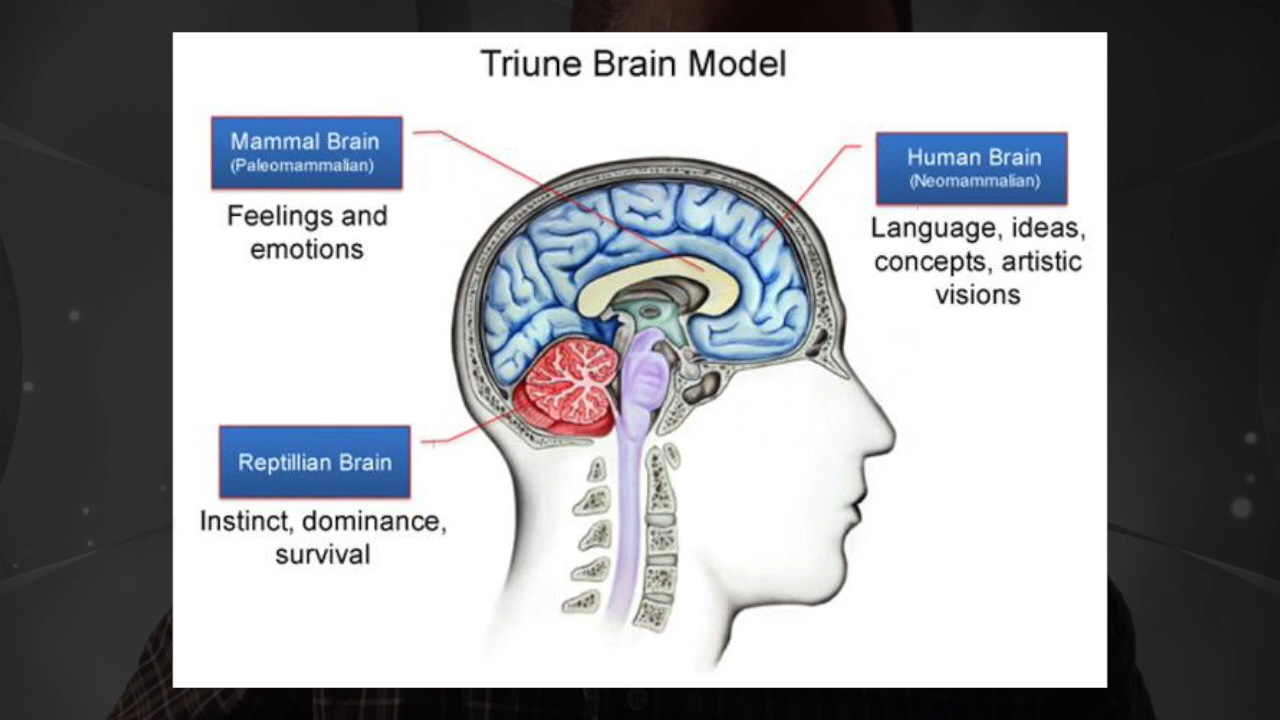 Triune Brain Model
Mammal Brain
(Paleomammalian)
Feelings and
emotions
Human Brain
(Neomammalian)
Language, ideas,
concepts, artistic
visions
Reptillian Brain
Instinct, dominance,
survival